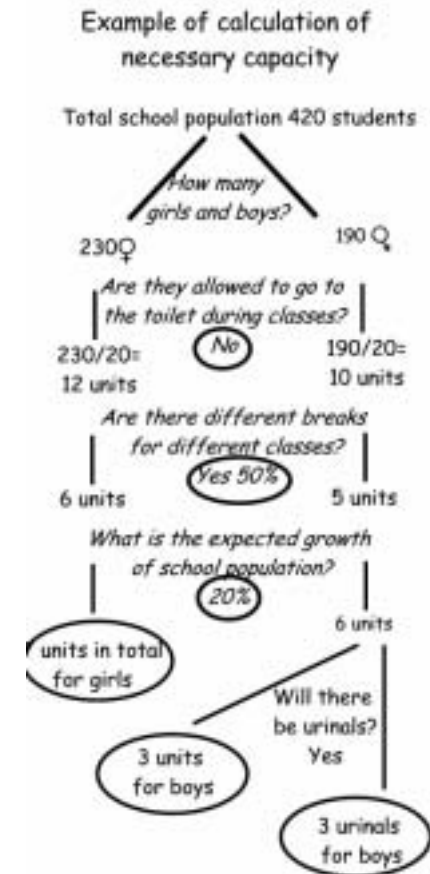 Example of calculation of
necessary capacity
Total school population 420 students
How many
girls and boys?
230♀
190
Are they allowed to go to
the toilet during classes?
No
230/20=
12 units
190/20=
10 units
Are there different breaks
for different classes?
Yes 50%
6 units
5 units
What is the expected growth
of school population?
20%
6 units
units in total
for girls
Will there
be urinals?
Yes
3 units
for boys
3 urinals
for boys